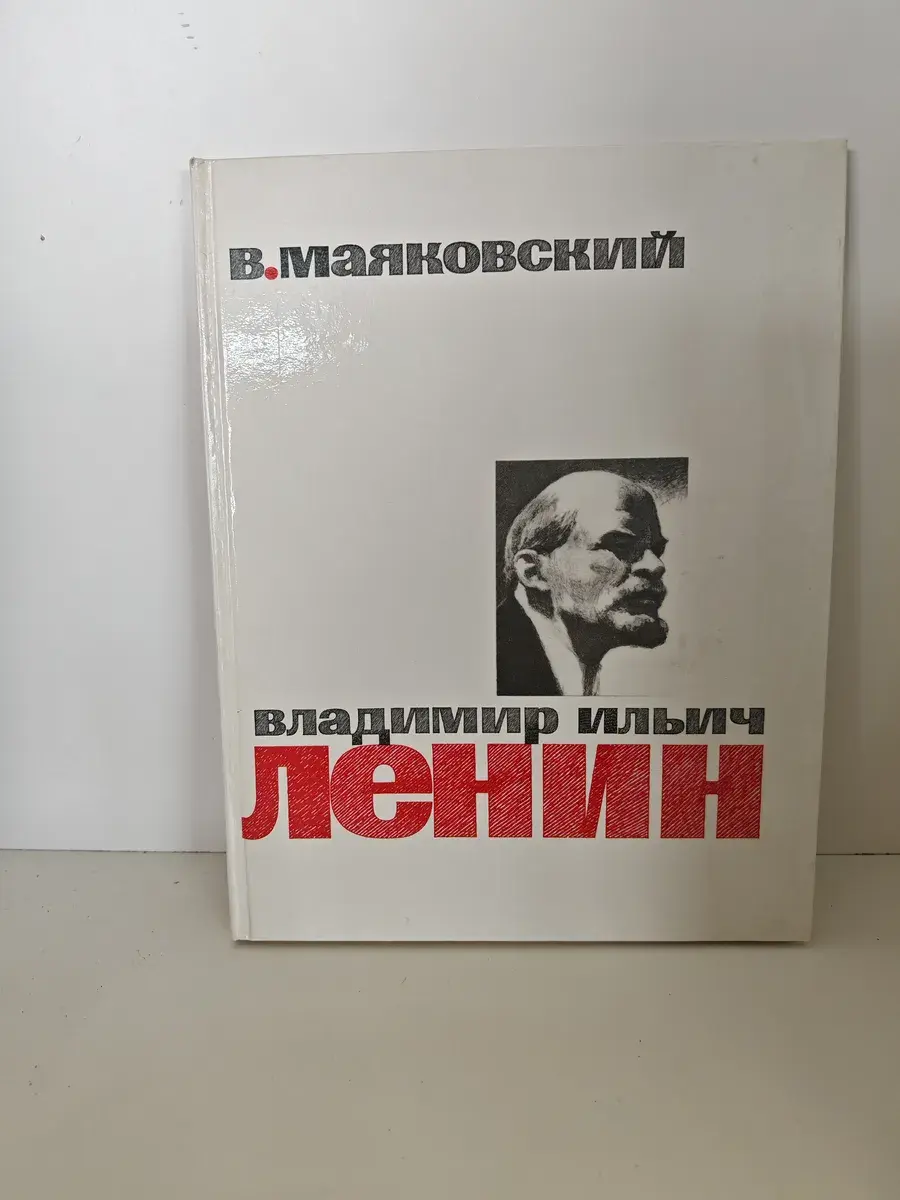 в.маяковский
владимир ильич
ленин